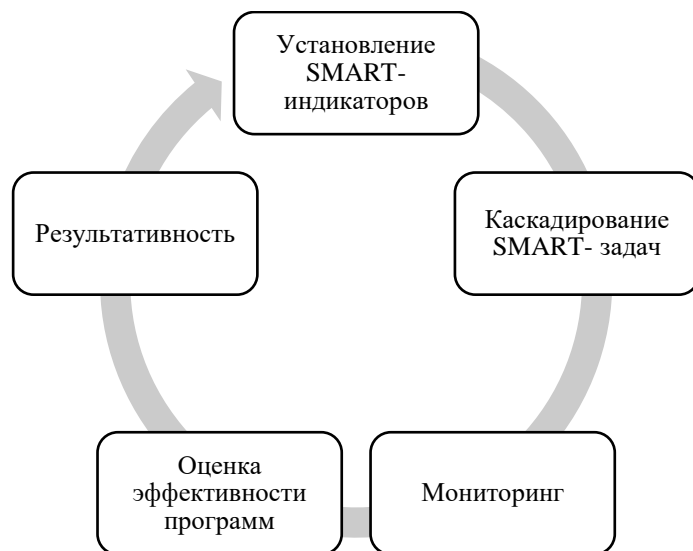 Установление
SMART-
индикаторов
Каскадирование
SMART- задач
Мониторинг
Оценка
эффективности
программ
Результативность